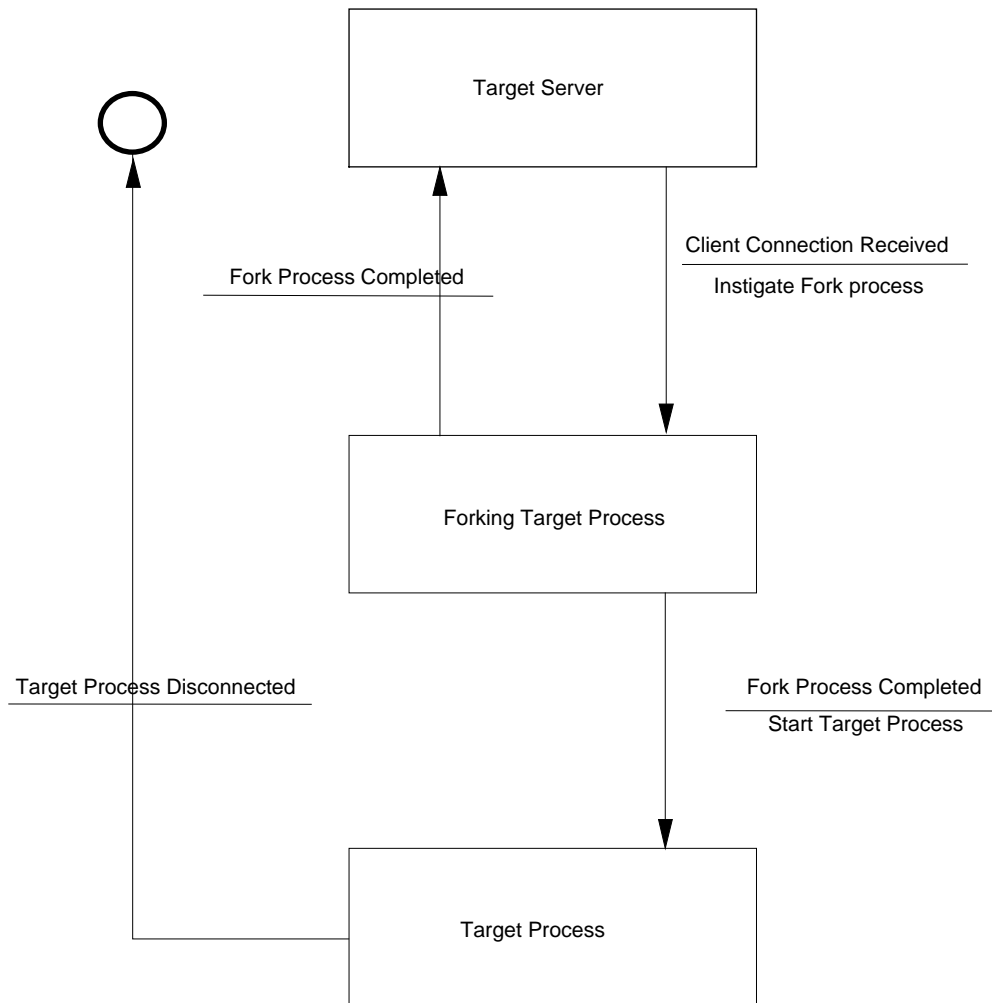 Target Server
Client Connection Received
Fork Process Completed
Instigate Fork process
Forking Target Process
Target Process Disconnected
Fork Process Completed
Start Target Process
Target Process